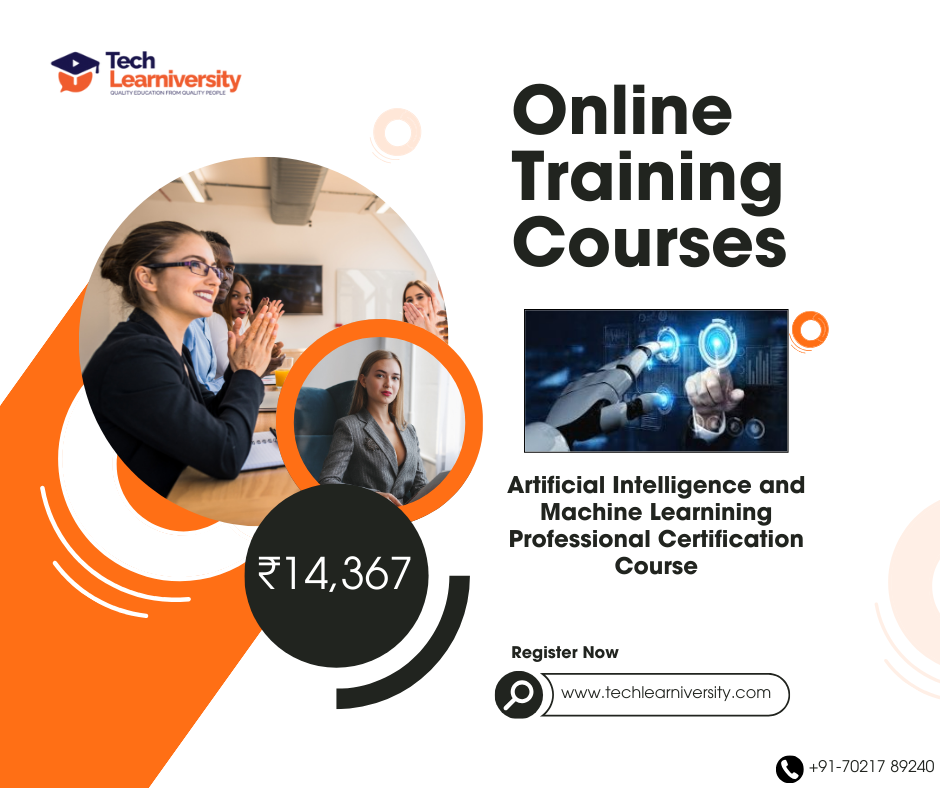 Tech
Learniversity
QUALITY EDUCATION FROM QUALITY PEOPLE
Online
Training
Courses
Artificial Intelligence and
Machine Learnining
Professional Certification
Course
₹14,367
Register Now
www.techlearniversity.com
+91-70217 89240